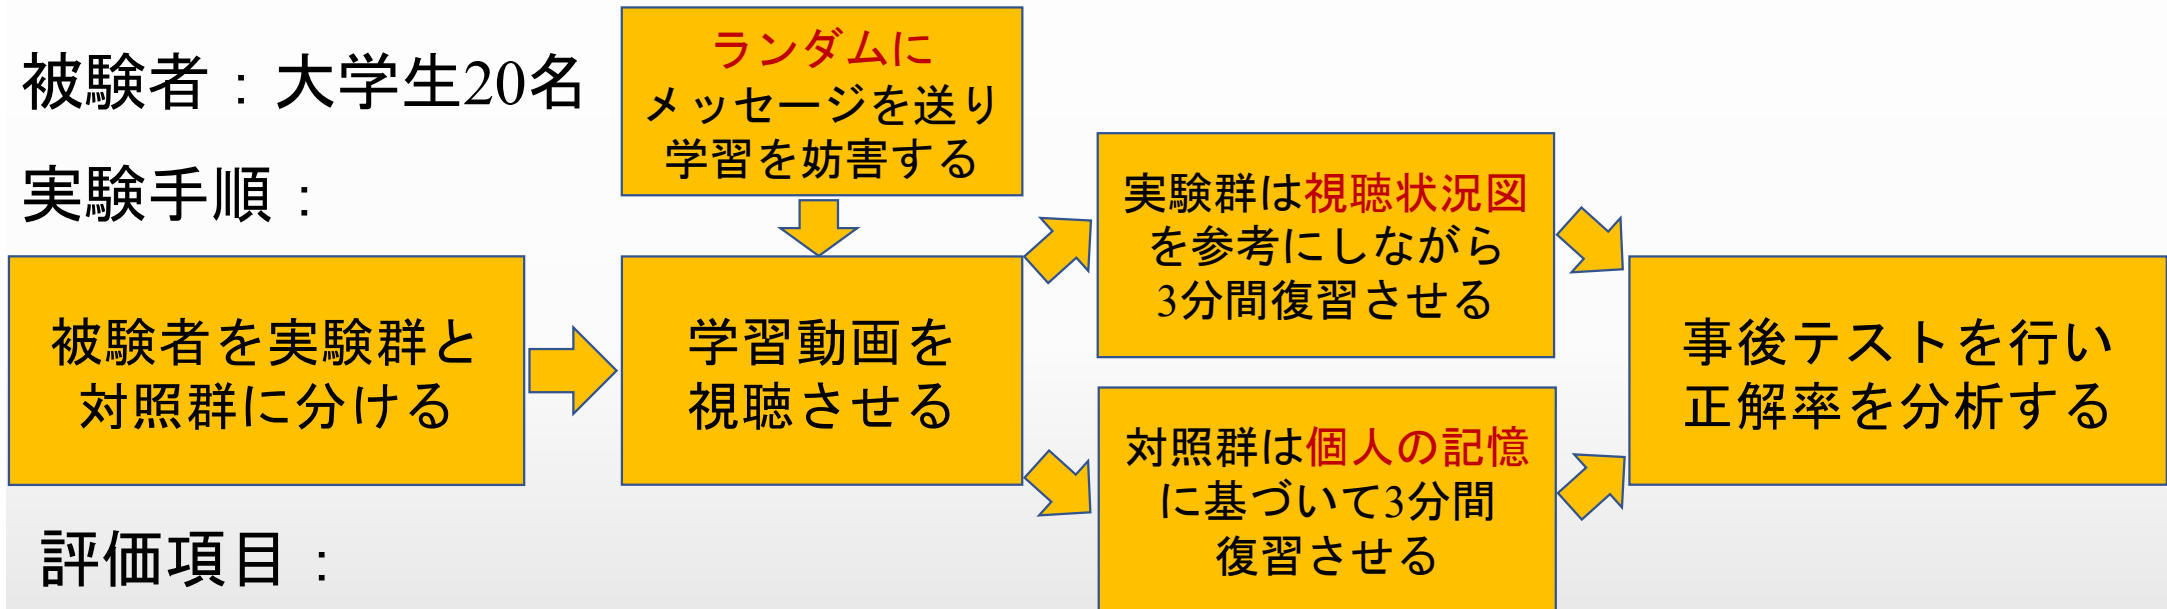 被験者：大学生20名
実験手順：
被験者を実験群と
対照群に分ける
ランダムに
メッセージを送り
学習を妨害する
学習動画を
視聴させる
実験群は視聴状況図
を参考にしながら
3分間復習させる
対照群は個人の記憶
に基づいて3分間
復習させる
事後テストを行い
正解率を分析する
評価項目：